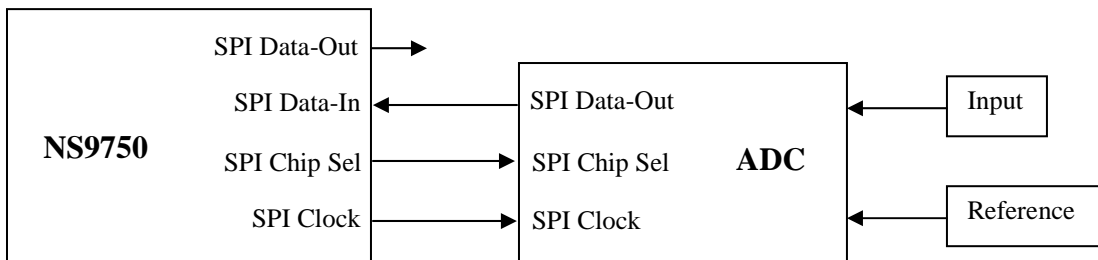 SPI Data-Out
SPI Data-In
NS9750
SPI Chip Sel
SPI Clock
SPI Data-Out
SPI Chip Sel
ADC
SPI Clock
Input
Reference